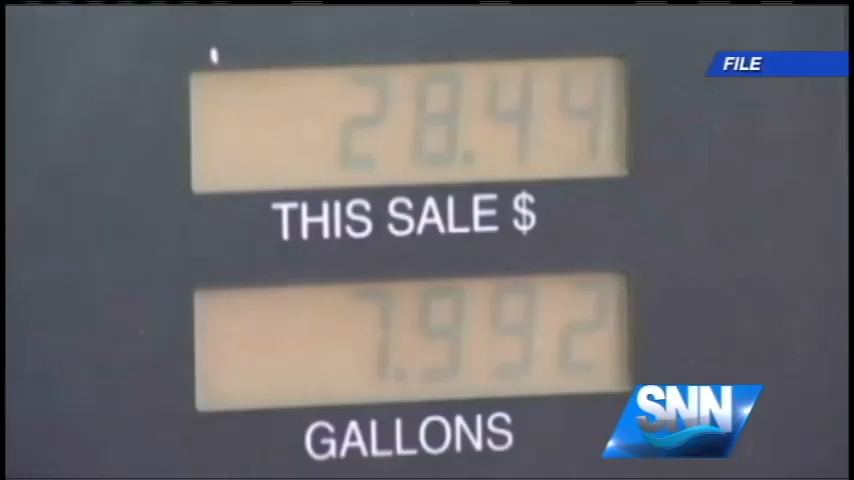 FILE
28.44
THIS SALE $
7.992
GALLONS
SNN